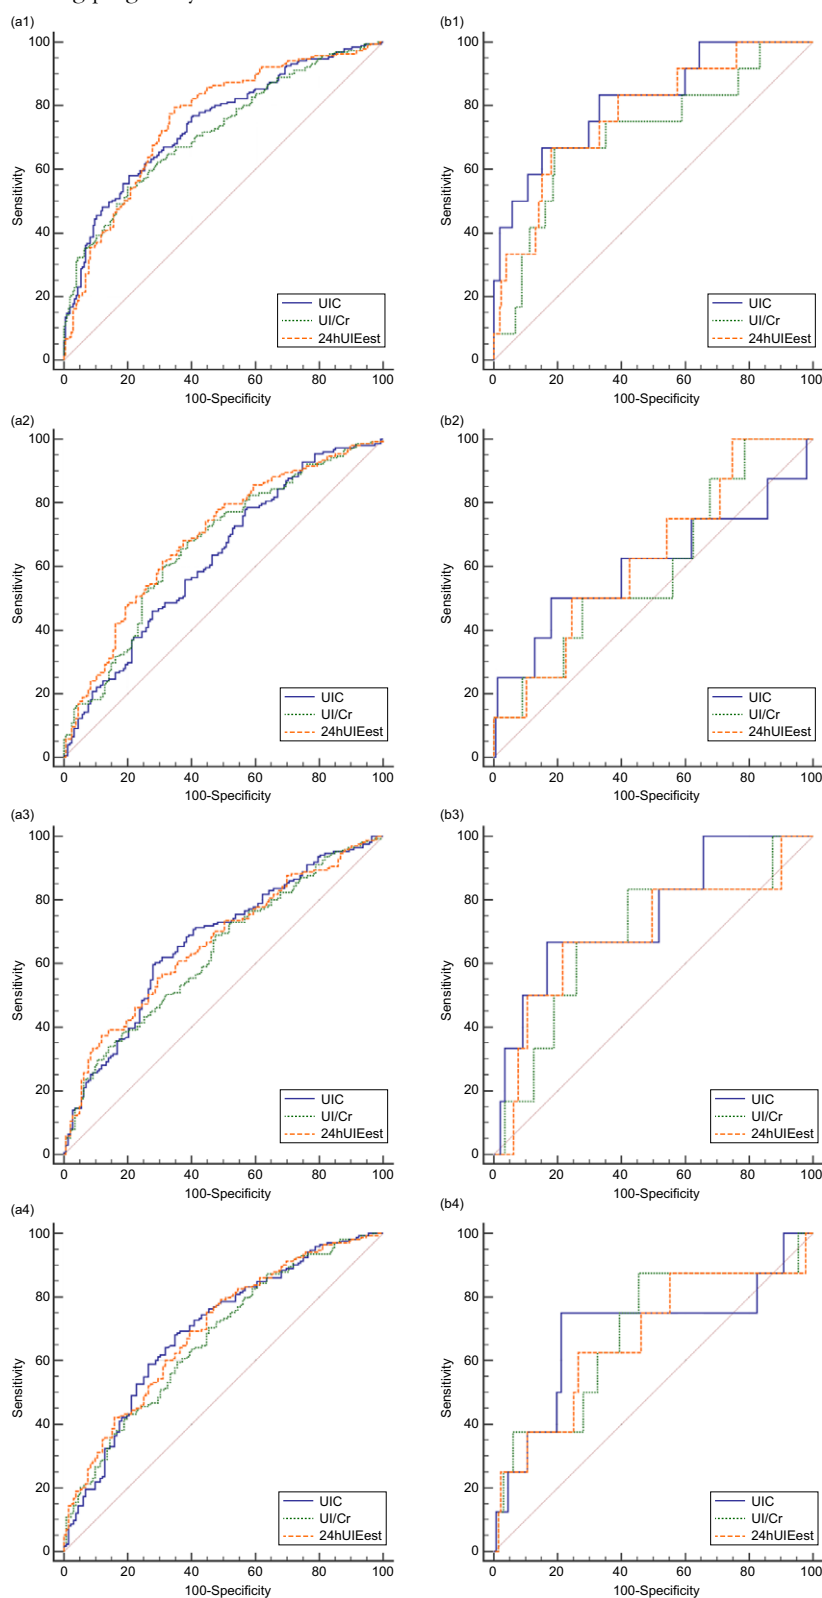 (a1)
100
80
60
40
20
0
Sensitivity
0 20 40 60 80 100
100-Specificity
UIC
UI/Cr
24hUIEest
(b1)
100
80
60
40
20
0
Sensitivity
0 20 40 60 80 100
100-Specificity
UIC
UI/Cr
24hUIEest
(a2)
100
80
60
40
20
0
Sensitivity
0 20 40 60 80 100
100-Specificity
UIC
UI/Cr
24hUIEest
(b2)
100
80
60
40
20
0
Sensitivity
0 20 40 60 80 100
100-Specificity
UIC
UI/Cr
24hUIEest
(a3)
100
80
60
40
20
0
Sensitivity
0 20 40 60 80 100
100-Specificity
UIC
UI/Cr
24hUIEest
(b3)
100
80
60
40
20
0
Sensitivity
0 20 40 60 80 100
100-Specificity
UIC
UI/Cr
24hUIEest
(a4)
100
80
60
40
20
0
Sensitivity
0 20 40 60 80 100
100-Specificity
UIC
UI/Cr
24hUIEest
(b4)
100
80
60
40
20
0
Sensitivity
0 20 40 60 80 100
100-Specificity
UIC
UI/Cr
24hUIEest